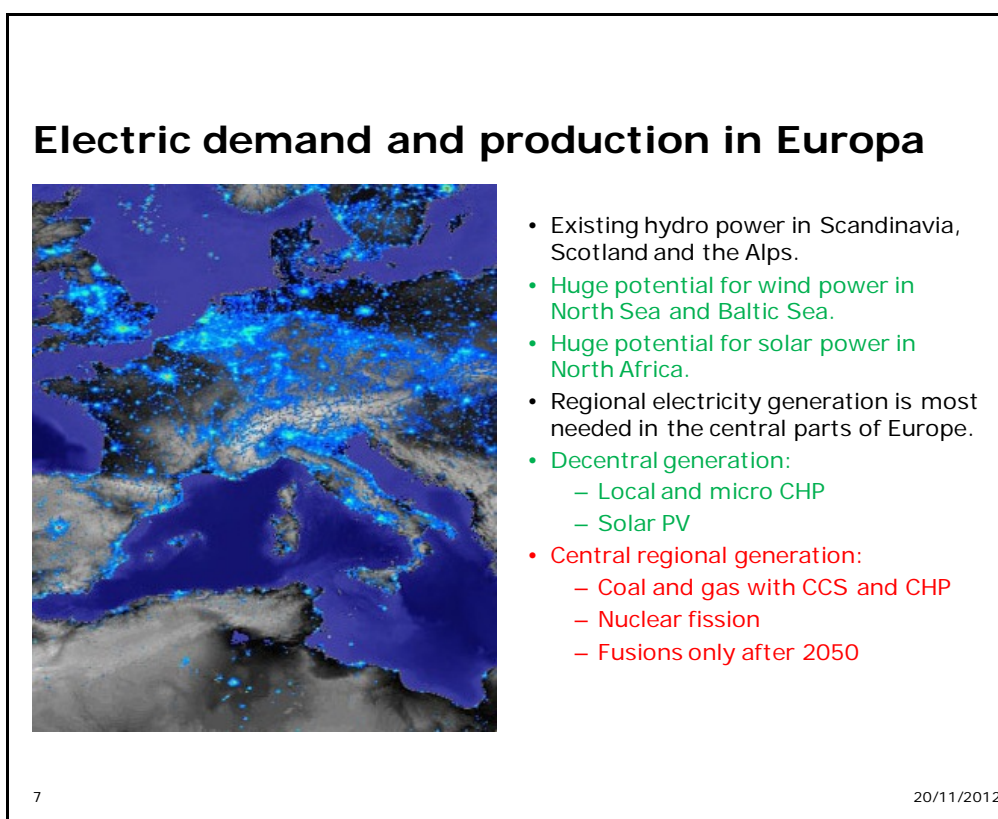 Electric demand and production in Europa
• Existing hydro power in Scandinavia,
Scotland and the Alps.
• Huge potential for wind power in
North Sea and Baltic Sea.
• Huge potential for solar power in
North Africa.
• Regional electricity generation is most
needed in the central parts of Europe.
• Decentral generation:
– Local and micro CHP
– Solar PV
• Central regional generation:
– Coal and gas with CCS and CHP
– Nuclear fission
– Fusions only after 2050
7
20/11/2012